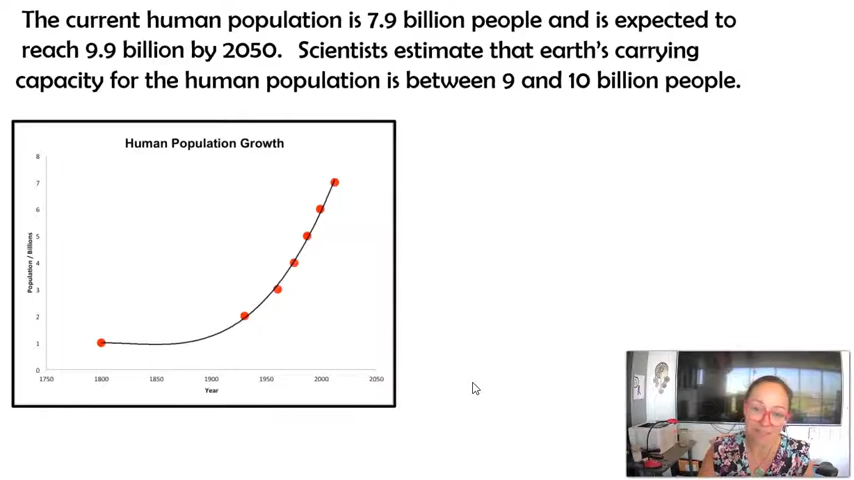 The current human population is 7.9 billion people and is expected to
reach 9.9 billion by 2050. Scientists estimate that earth's carrying
capacity for the human population is between 9 and 10 billion people.
Human Population Growth
8
7
6
5
4
3
2
1
0
Population / Billions
1750 1800 1850 1900 1950 2000 2050
Year